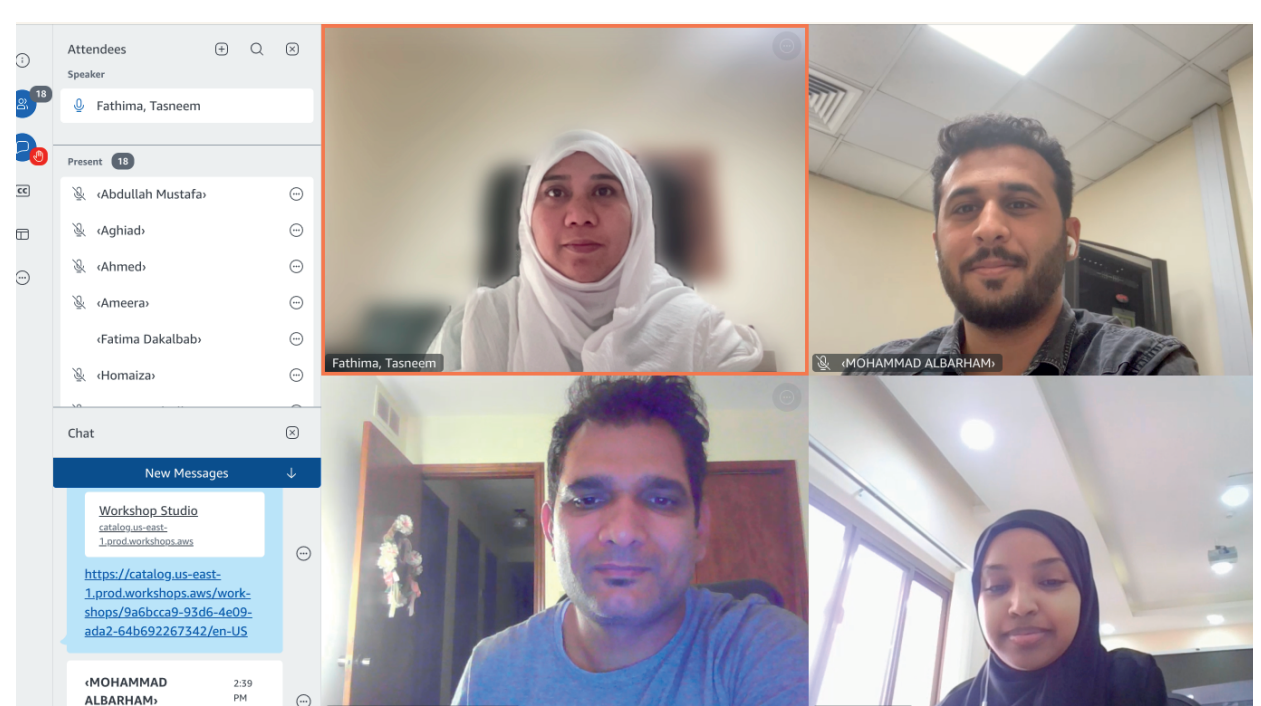 Attendees
Speaker
18
Fathima, Tasneem
Present 18
‹Abdullah Mustafa›
‹Aghiad›
‹Ahmed›
CC
‹Ameera›
‹Fatima Dakalbab›
‹Homaiza›
Chat
New Messages
Workshop Studio
catalog.us-east-
1.prod.workshops.aws
https://catalog.us-east-
1.prod.workshops.aws/work-
shops/9a6bcca9-93d6-4e09-
ada2-64b692267342/en-US
‹MOHAMMAD 2:39
ALBARHAM› PM
Fathima, Tasneem
‹MOHAMMAD ALBARHAM›